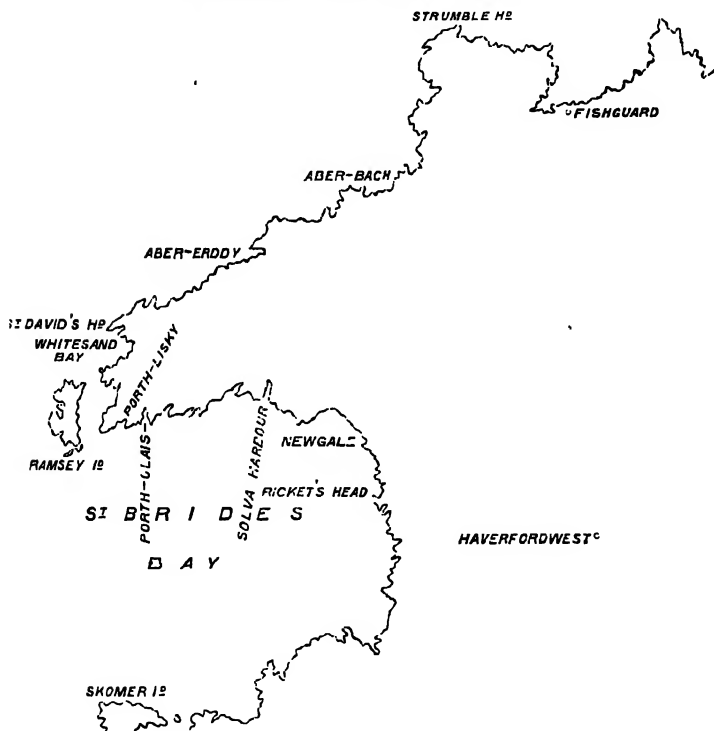 STRUMBLE Hᴰ
FISHGUARD
ABER-BACH
ABER-ERDDY
Sᵀ DAVID'S Hᴰ
WHITESAND
BAY
PORTH-LISKY
RAMSEY Iᴰ
PORTH-CLAIS
SOLVA HARBOUR
NEWGALE
RICKET'S HEAD
Sᵀ BRIDES
BAY
HAVERFORDWEST
SKOMER Iᴰ